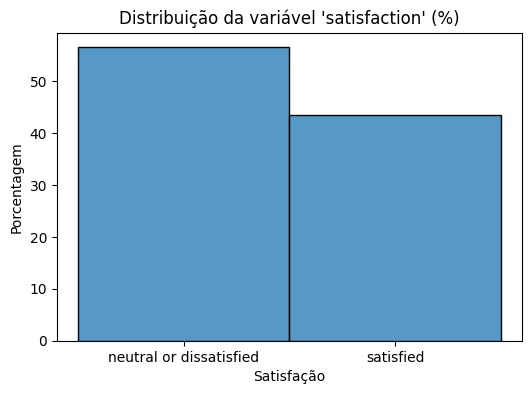 Distribuição da variável 'satisfaction' (%)
50
40
30
20
10
0
Porcentagem
neutral or dissatisfied
satisfied
Satisfação